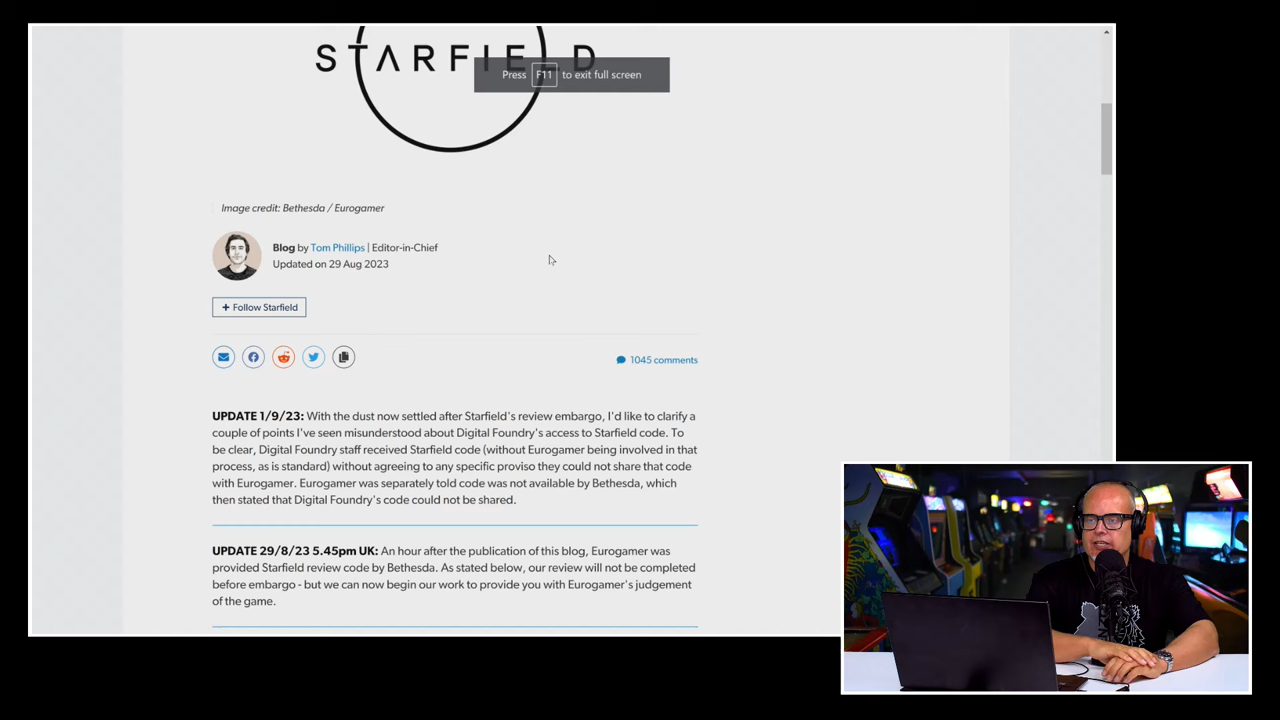 STARFIELD
Press F11 to exit full screen
Image credit: Bethesda / Eurogamer
Blog by Tom Phillips | Editor-in-Chief
Updated on 29 Aug 2023
+ Follow Starfield
1045 comments
UPDATE 1/9/23: With the dust now settled after Starfield's review embargo, I'd like to clarify a
couple of points I've seen misunderstood about Digital Foundry's access to Starfield code. To
be clear, Digital Foundry staff received Starfield code (without Eurogamer being involved in that
process, as is standard) without agreeing to any specific proviso they could not share that code
with Eurogamer. Eurogamer was separately told code was not available by Bethesda, which
then stated that Digital Foundry's code could not be shared.
UPDATE 29/8/23 5.45pm UK: An hour after the publication of this blog, Eurogamer was
provided Starfield review code by Bethesda. As stated below, our review will not be completed
before embargo - but we can now begin our work to provide you with Eurogamer's judgement
of the game.